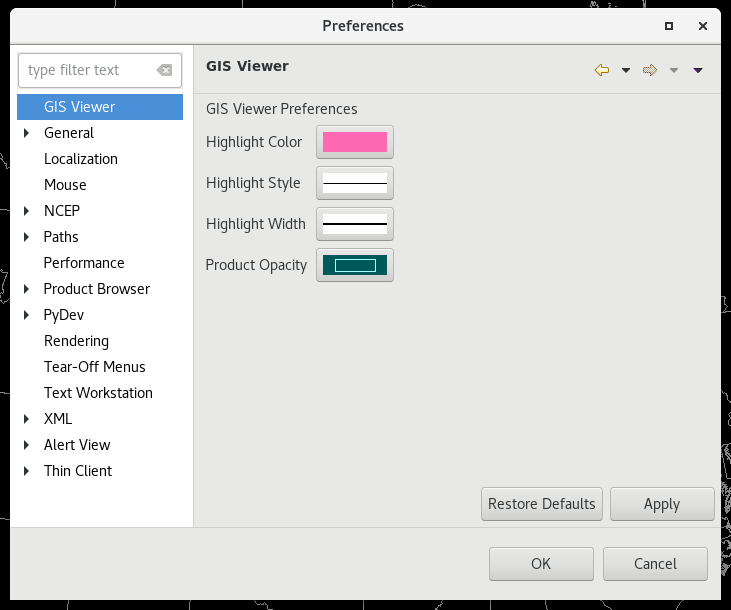 Preferences
type filter text
GIS Viewer
General
Localization
Mouse
NCEP
Paths
Performance
Product Browser
PyDev
Rendering
Tear-Off Menus
Text Workstation
XML
Alert View
Thin Client
GIS Viewer
GIS Viewer Preferences
Highlight Color
Highlight Style
Highlight Width
Product Opacity
Restore Defaults
Apply
OK
Cancel